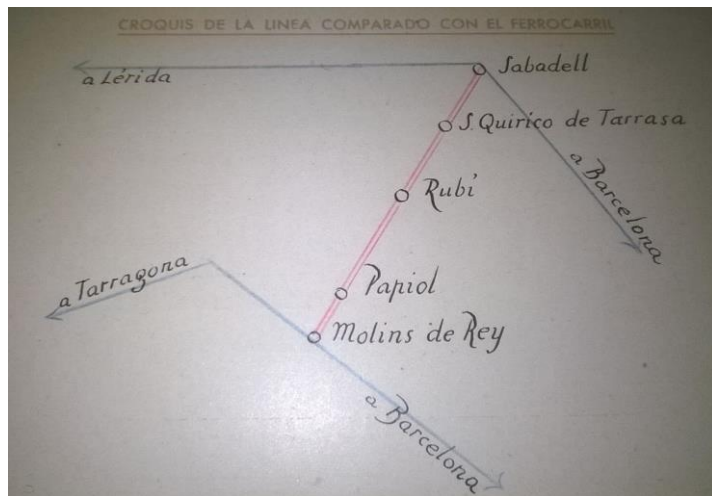 CROQUIS DE LA LINEA COMPARADO CON EL FERROCARRIL
a Lérida
Sabadell
S. Quirico de Tarrasa
a Barcelona
Rubí
a Tarragona
Papiol
Molins de Rey
a Barcelona